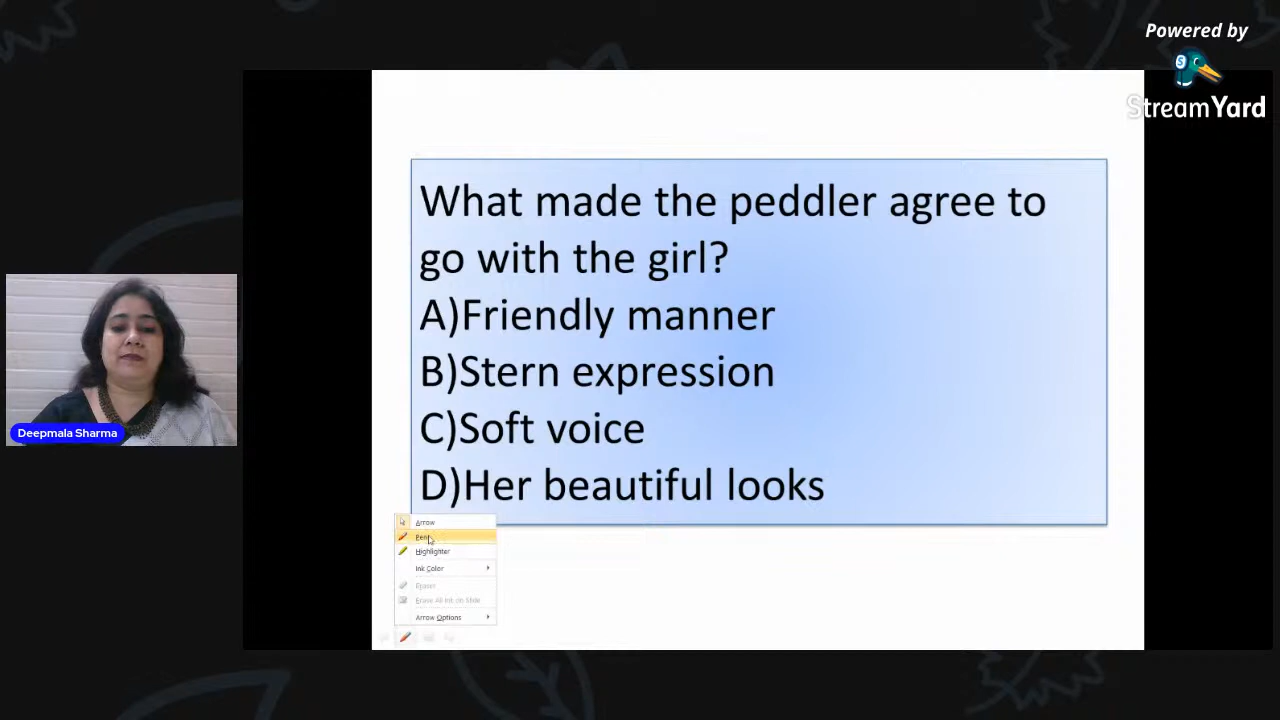 Powered by
StreamYard
What made the peddler agree to
go with the girl?
A)Friendly manner
B)Stern expression
C)Soft voice
D)Her beautiful looks
Deepmala Sharma
Arrow
Pen
Highlighter
Ink Color
Eraser
Erase All Ink on Slide
Arrow Options